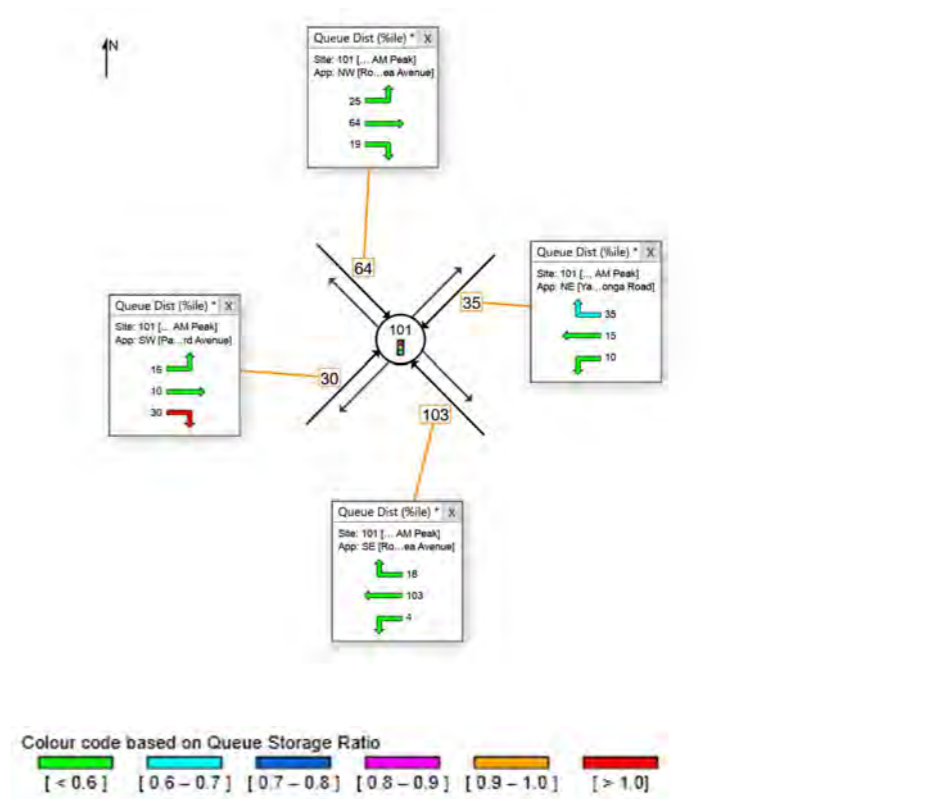 N
Queue Dist (%ile) * X
Site: 101 [... AM Peak]
App: NW [Ro...ea Avenue]
25
64
19
64
Queue Dist (%ile) * X
Site: 101 [... AM Peak]
App: NE [Ya...onga Road]
35
15
10
35
101
Queue Dist (%ile) * X
Site: 101 [... AM Peak]
App: SW [Pa...rd Avenue]
10
30
30
103
Queue Dist (%ile) * X
Site: 101 [... AM Peak]
App: SE [Ro...ea Avenue]
103
4
Colour code based on Queue Storage Ratio
[ < 0.6 ] [ 0.6 – 0.7 ] [ 0.7 – 0.8 ] [ 0.8 – 0.9 ] [ 0.9 – 1.0 ] [ > 1.0]